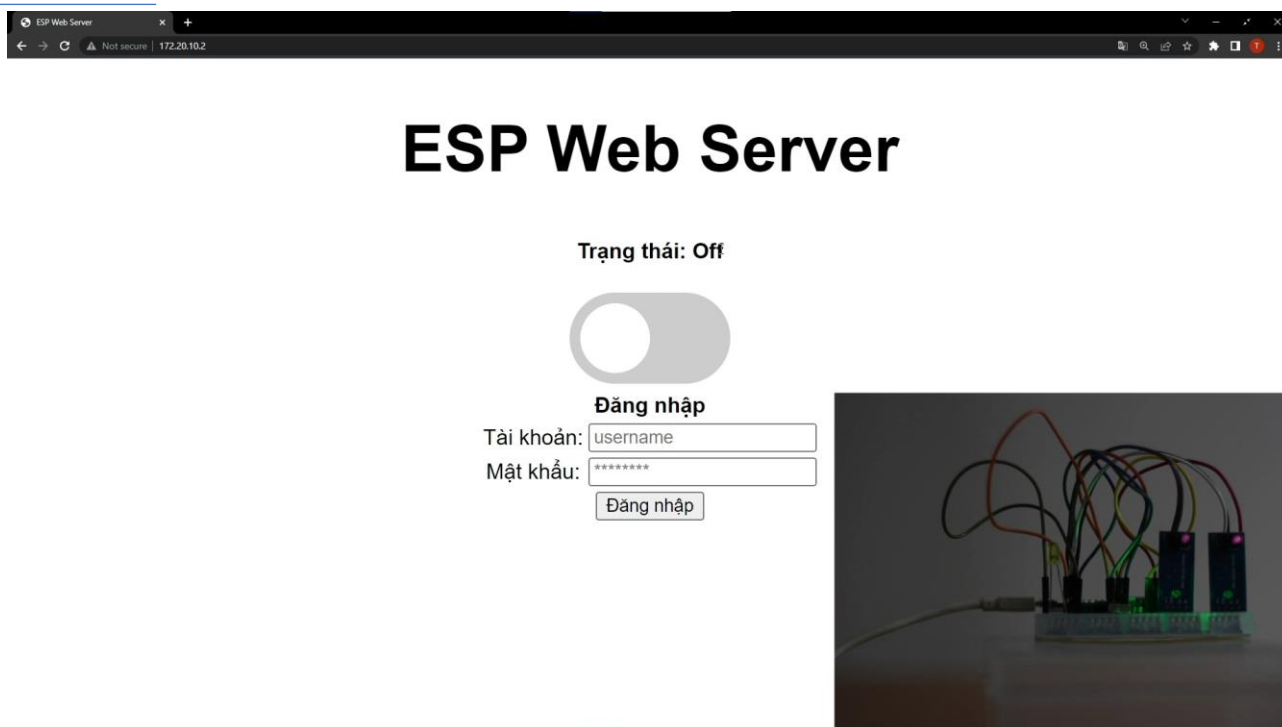 ESP Web Server
Not secure | 172.20.10.2
T
ESP Web Server
Trạng thái: Off
Đăng nhập
Tài khoản: username
Mật khẩu: ********
Đăng nhập